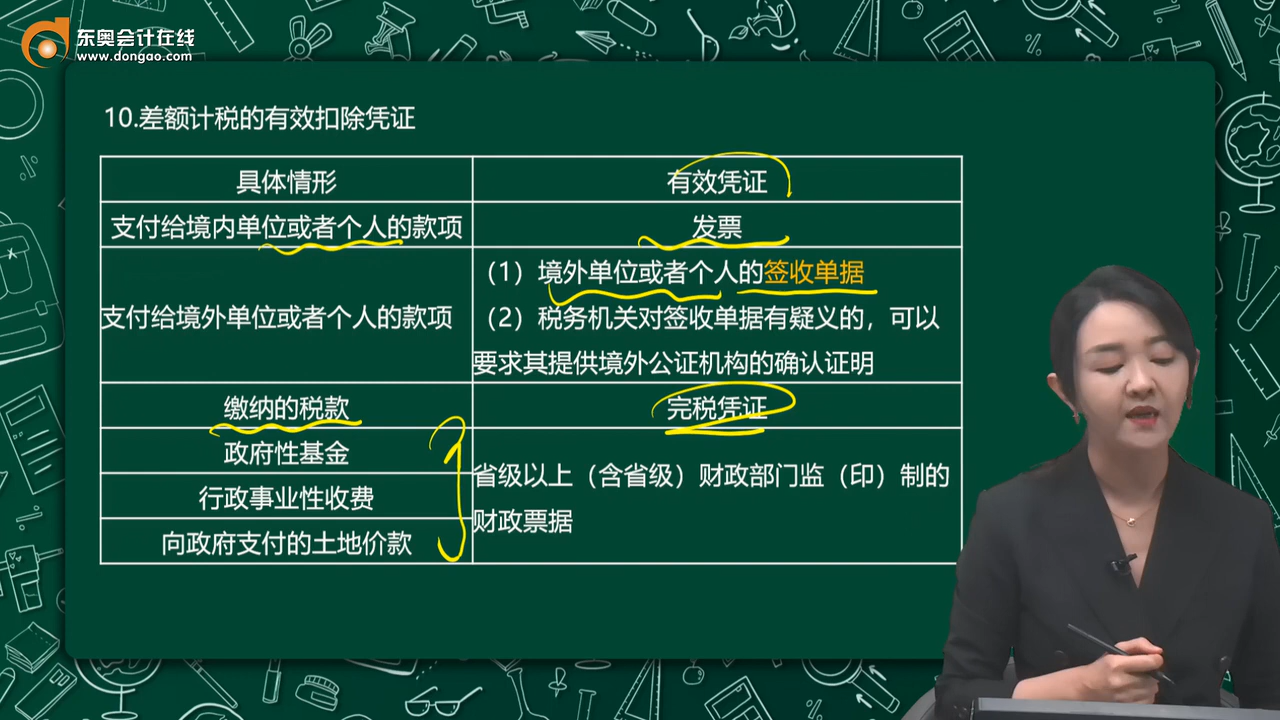 东奥会计在线
www.dongao.com
10.差额计税的有效扣除凭证
具体情形
有效凭证
支付给境内单位或者个人的款项
发票
支付给境外单位或者个人的款项
（1）境外单位或者个人的签收单据
（2）税务机关对签收单据有疑义的，可以
要求其提供境外公证机构的确认证明
缴纳的税款
完税凭证
政府性基金
行政事业性收费
向政府支付的土地价款
省级以上（含省级）财政部门监（印）制的
财政票据